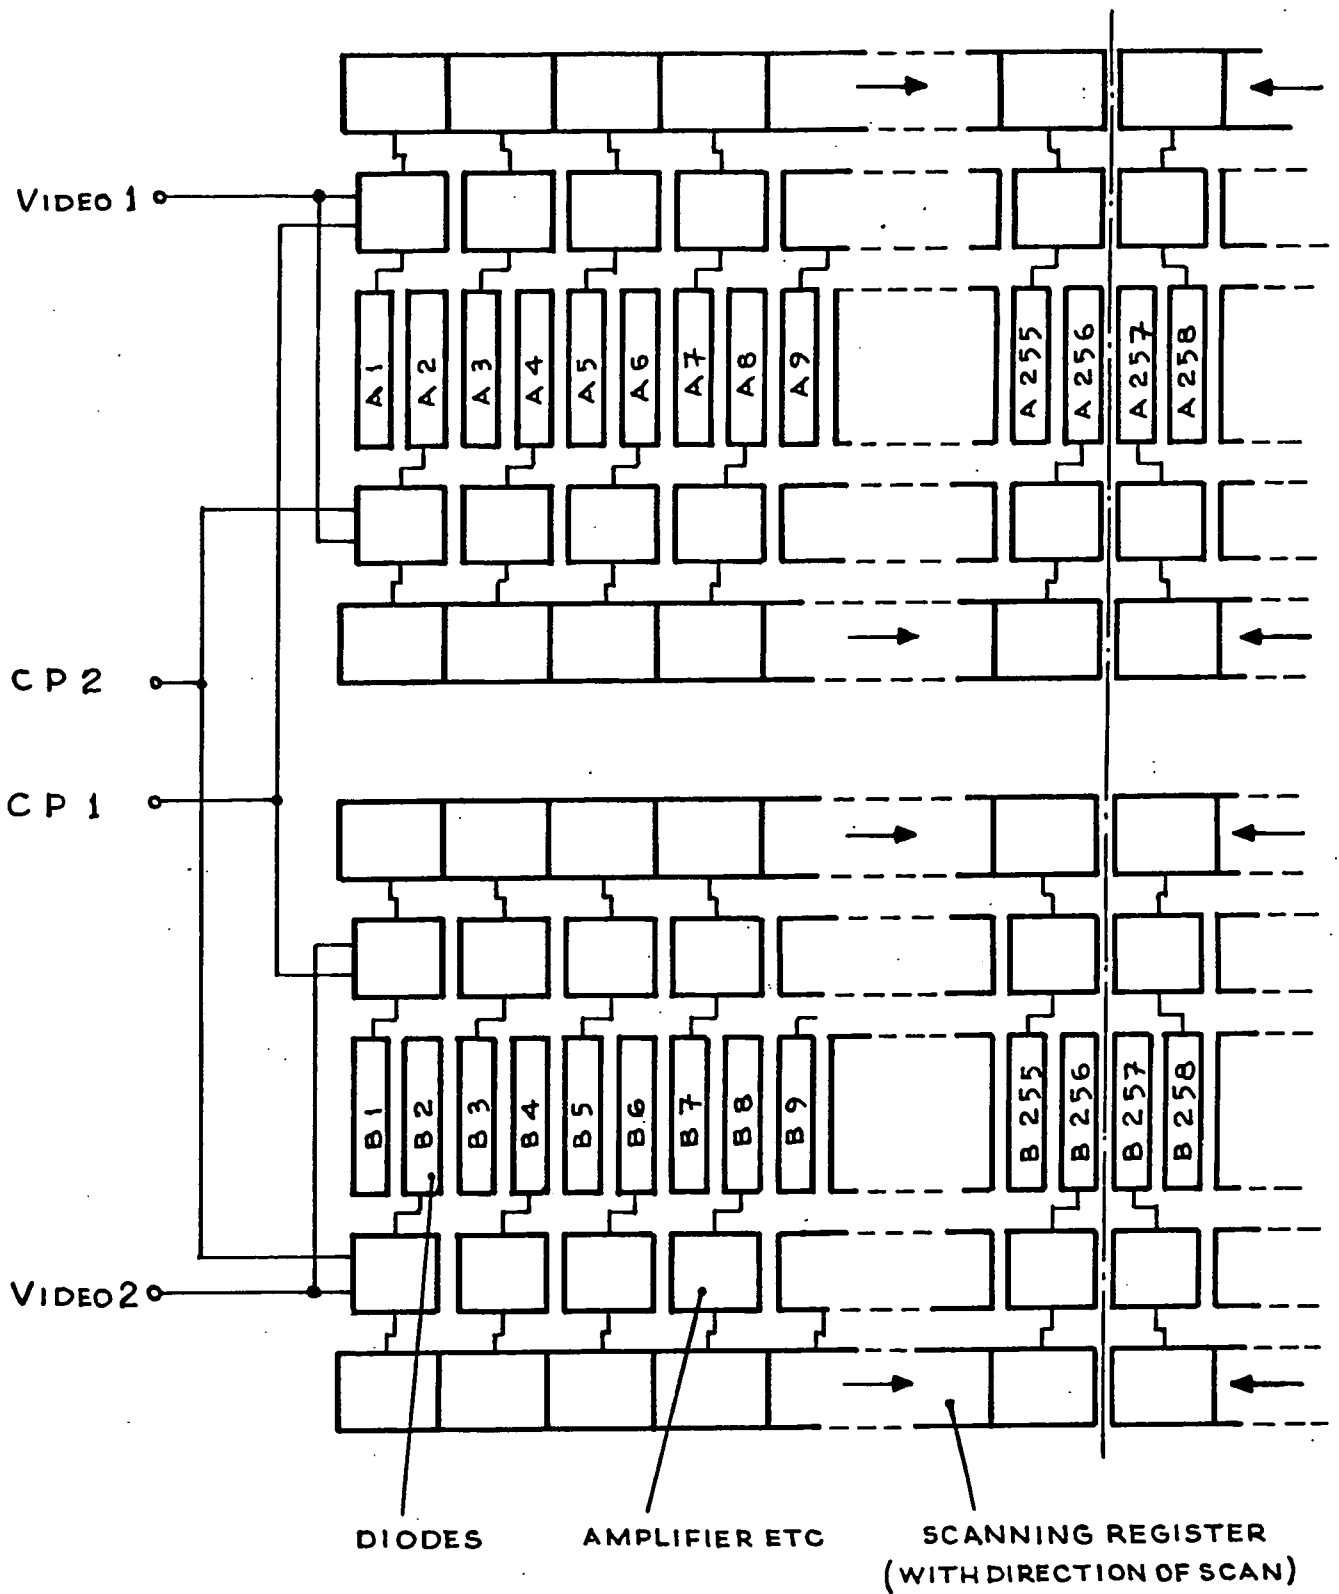 VIDEO 1
A1
A2
A3
A4
A5
A6
A7
A8
A9
A255
A256
A257
A258
CP2
CP1
B1
B2
B3
B4
B5
B6
B7
B8
B9
B255
B256
B257
B258
VIDEO 2
DIODES
AMPLIFIER ETC
SCANNING REGISTER
(WITH DIRECTION OF SCAN)